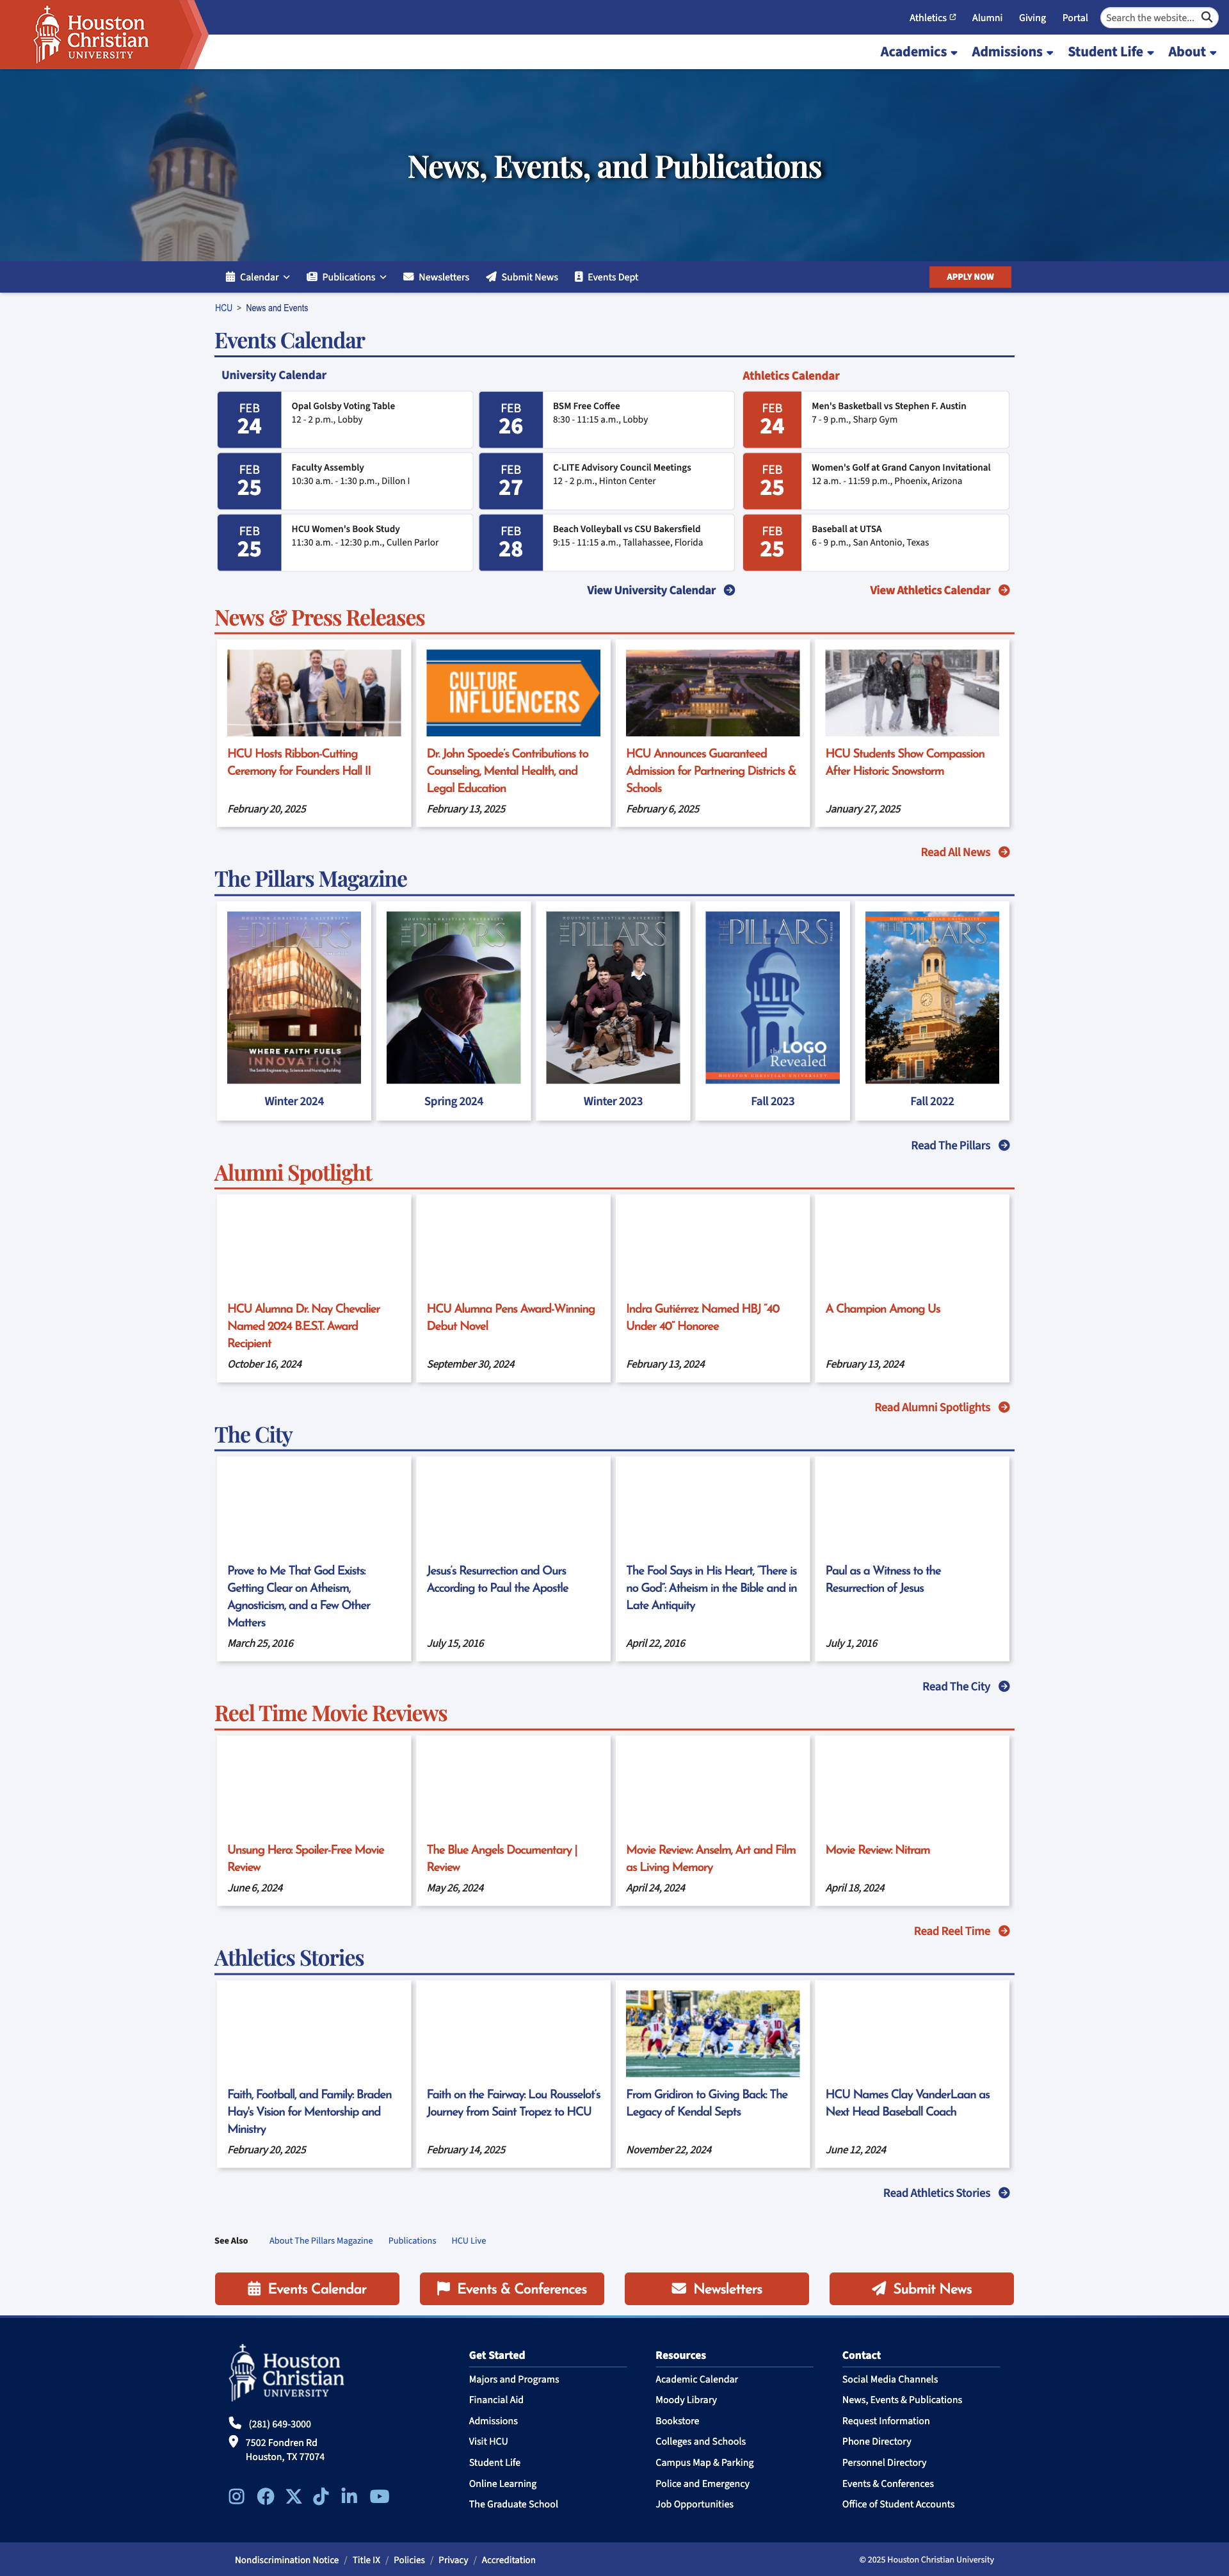 Houston
Christian
UNIVERSITY
Athletics
Alumni
Giving
Portal
Search the website...
Academics
Admissions
Student Life
About
News, Events, and Publications
Calendar
Publications
Newsletters
Submit News
Events Dept
APPLY NOW
HCU > News and Events
Events Calendar
University Calendar
FEB
24
Opal Golsby Voting Table
12 - 2 p.m., Lobby
FEB
26
BSM Free Coffee
8:30 - 11:15 a.m., Lobby
FEB
25
Faculty Assembly
10:30 a.m. - 1:30 p.m., Dillon I
FEB
27
C-LITE Advisory Council Meetings
12 - 2 p.m., Hinton Center
FEB
25
HCU Women's Book Study
11:30 a.m. - 12:30 p.m., Cullen Parlor
FEB
28
Beach Volleyball vs CSU Bakersfield
9:15 - 11:15 a.m., Tallahassee, Florida
View University Calendar
Athletics Calendar
FEB
24
Men's Basketball vs Stephen F. Austin
7 - 9 p.m., Sharp Gym
FEB
25
Women's Golf at Grand Canyon Invitational
12 a.m. - 11:59 p.m., Phoenix, Arizona
FEB
25
Baseball at UTSA
6 - 9 p.m., San Antonio, Texas
View Athletics Calendar
News & Press Releases
HCU Hosts Ribbon-Cutting
Ceremony for Founders Hall II
February 20, 2025
CULTURE
INFLUENCERS
Dr. John Spoede's Contributions to
Counseling, Mental Health, and
Legal Education
February 13, 2025
HCU Announces Guaranteed
Admission for Partnering Districts &
Schools
February 6, 2025
HCU Students Show Compassion
After Historic Snowstorm
January 27, 2025
Read All News
The Pillars Magazine
HOUSTON CHRISTIAN UNIVERSITY
THE PILLARS
WHERE FAITH FUELS
INNOVATION
The Smith Engineering, Science and Nursing Building
Winter 2024
HOUSTON CHRISTIAN UNIVERSITY
THE PILLARS
Spring 2024
HOUSTON CHRISTIAN UNIVERSITY
THE PILLARS
Winter 2023
THE PILLARS
the LOGO
Revealed
HOUSTON CHRISTIAN UNIVERSITY
Fall 2023
HOUSTON CHRISTIAN UNIVERSITY
THE PILLARS
Fall 2022
Read The Pillars
Alumni Spotlight
HCU Alumna Dr. Nay Chevalier
Named 2024 B.E.S.T. Award
Recipient
October 16, 2024
HCU Alumna Pens Award-Winning
Debut Novel
September 30, 2024
Indra Gutiérrez Named HBJ "40
Under 40" Honoree
February 13, 2024
A Champion Among Us
February 13, 2024
Read Alumni Spotlights
The City
Prove to Me That God Exists:
Getting Clear on Atheism,
Agnosticism, and a Few Other
Matters
March 25, 2016
Jesus's Resurrection and Ours
According to Paul the Apostle
July 15, 2016
The Fool Says in His Heart, "There is
no God": Atheism in the Bible and in
Late Antiquity
April 22, 2016
Paul as a Witness to the
Resurrection of Jesus
July 1, 2016
Read The City
Reel Time Movie Reviews
Unsung Hero: Spoiler-Free Movie
Review
June 6, 2024
The Blue Angels Documentary |
Review
May 26, 2024
Movie Review: Anselm, Art and Film
as Living Memory
April 24, 2024
Movie Review: Nitram
April 18, 2024
Read Reel Time
Athletics Stories
Faith, Football, and Family: Braden
Hay's Vision for Mentorship and
Ministry
February 20, 2025
Faith on the Fairway: Lou Rousselot's
Journey from Saint Tropez to HCU
February 14, 2025
From Gridiron to Giving Back: The
Legacy of Kendal Septs
November 22, 2024
HCU Names Clay VanderLaan as
Next Head Baseball Coach
June 12, 2024
Read Athletics Stories
See Also
About The Pillars Magazine
Publications
HCU Live
Events Calendar
Events & Conferences
Newsletters
Submit News
Houston
Christian
UNIVERSITY
(281) 649-3000
7502 Fondren Rd
Houston, TX 77074
Get Started
Majors and Programs
Financial Aid
Admissions
Visit HCU
Student Life
Online Learning
The Graduate School
Resources
Academic Calendar
Moody Library
Bookstore
Colleges and Schools
Campus Map & Parking
Police and Emergency
Job Opportunities
Contact
Social Media Channels
News, Events & Publications
Request Information
Phone Directory
Personnel Directory
Events & Conferences
Office of Student Accounts
Nondiscrimination Notice / Title IX / Policies / Privacy / Accreditation
© 2025 Houston Christian University